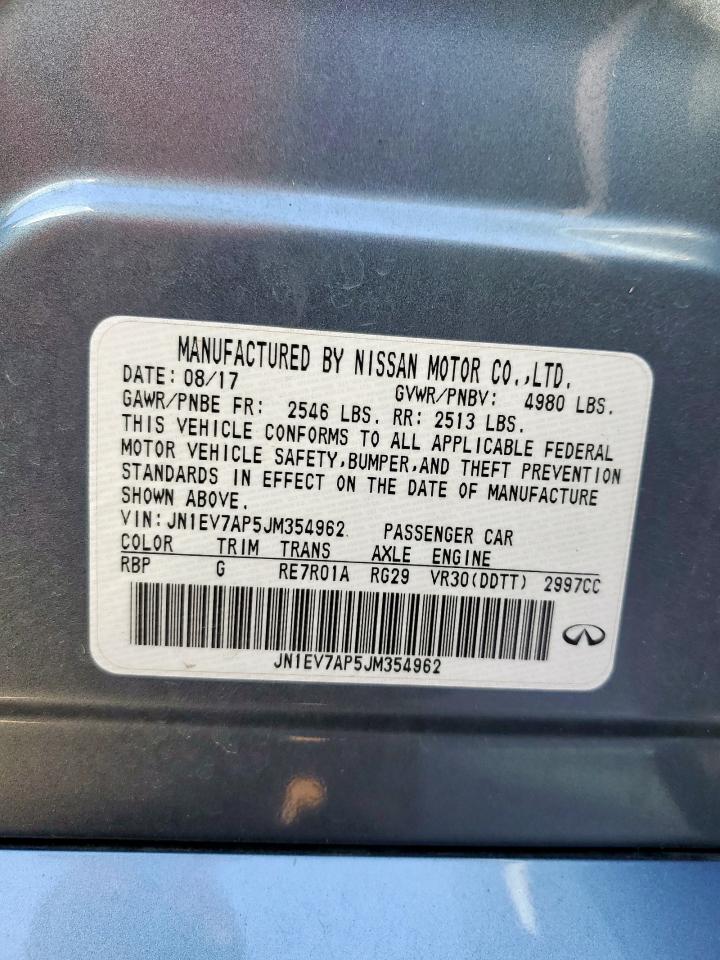 MANUFACTURED BY NISSAN MOTOR CO.,LTD.
DATE: 08/17 GVWR/PNBV: 4980 LBS.
GAWR/PNBE FR: 2546 LBS. RR: 2513 LBS.
THIS VEHICLE CONFORMS TO ALL APPLICABLE FEDERAL
MOTOR VEHICLE SAFETY,BUMPER,AND THEFT PREVENTION
STANDARDS IN EFFECT ON THE DATE OF MANUFACTURE
SHOWN ABOVE.
VIN: JN1EV7AP5JM354962 PASSENGER CAR
COLOR TRIM TRANS AXLE ENGINE
RBP G RE7R01A RG29 VR30(DDTT) 2997CC
JN1EV7AP5JM354962